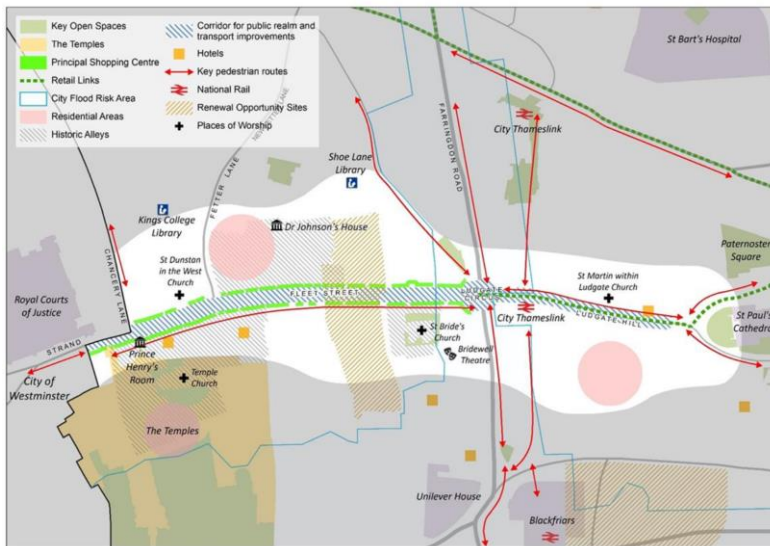 Key Open Spaces
The Temples
Principal Shopping Centre
Retail Links
City Flood Risk Area
Residential Areas
Historic Alleys
Corridor for public realm and
transport improvements
Hotels
Key pedestrian routes
National Rail
Renewal Opportunity Sites
Places of Worship
St Bart's Hospital
FARRINGDON ROAD
City Thameslink
Shoe Lane
Library
FETTER LANE
Kings College
Library
CHANCERY LANE
Dr Johnson's House
St Dunstan
in the West
Church
Paternoster
Square
Royal Courts
of Justice
FLEET STREET
LUDGATE
St Martin within
Ludgate Church
LUDGATE HILL
City Thameslink
St Paul's
Cathedral
STRAND
St Bride's
Church
Bridewell
Theatre
Prince
Henry's
Room
City of
Westminster
Temple
Church
The Temples
Unilever House
Blackfriars